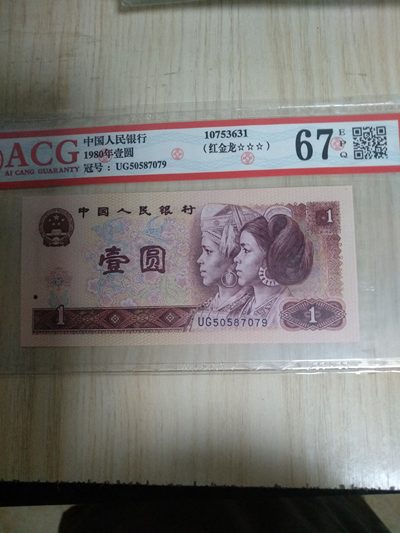 ACG
AI CANG GUARANTY
中国人民银行
1980年壹圆
冠号：UG50587079
10753631
(红金龙☆☆☆)
67
E
P
Q
中国人民银行
1
壹圆
1
UG50587079
1